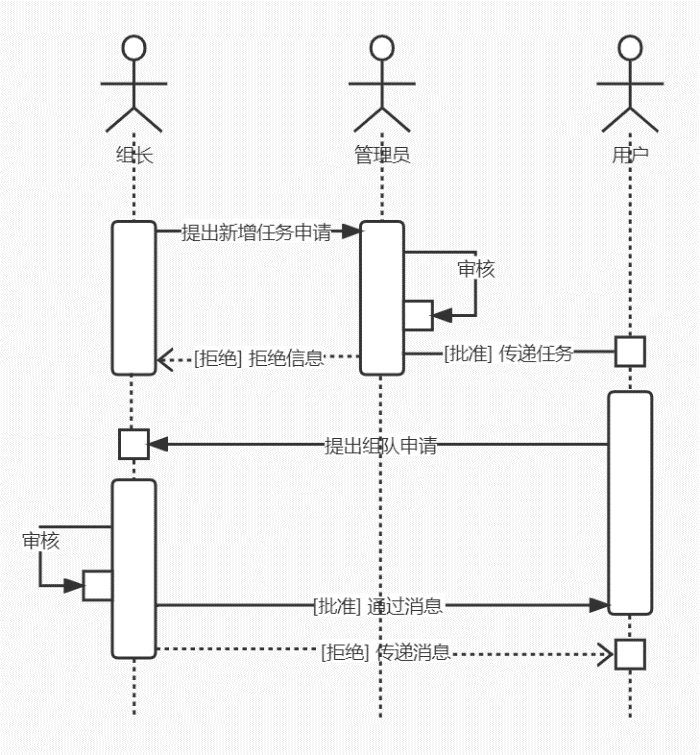 组长
管理员
用户
提出新增任务申请
审核
[拒绝] 拒绝信息
[批准] 传递任务
提出组队申请
审核
[批准] 通过消息
[拒绝] 传递消息